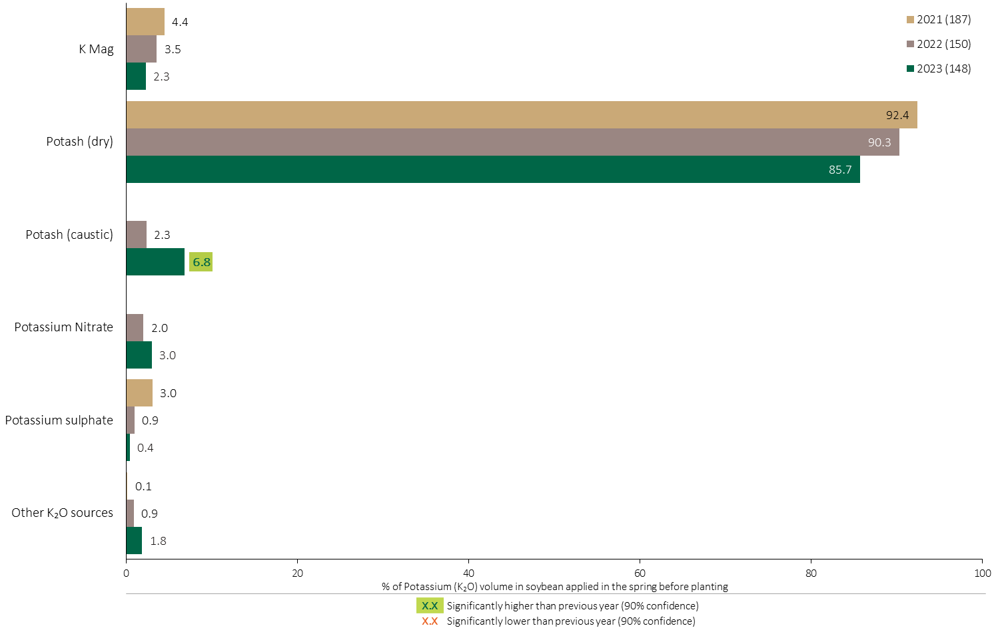 2021 (187)
2022 (150)
2023 (148)
K Mag
4.4
3.5
2.3
Potash (dry)
92.4
90.3
85.7
Potash (caustic)
2.3
6.8
Potassium Nitrate
2.0
3.0
Potassium sulphate
3.0
0.9
0.4
Other K₂O sources
0.1
0.9
1.8
0 20 40 60 80 100
% of Potassium (K₂O) volume in soybean applied in the spring before planting
X.X Significantly higher than previous year (90% confidence)
X.X Significantly lower than previous year (90% confidence)